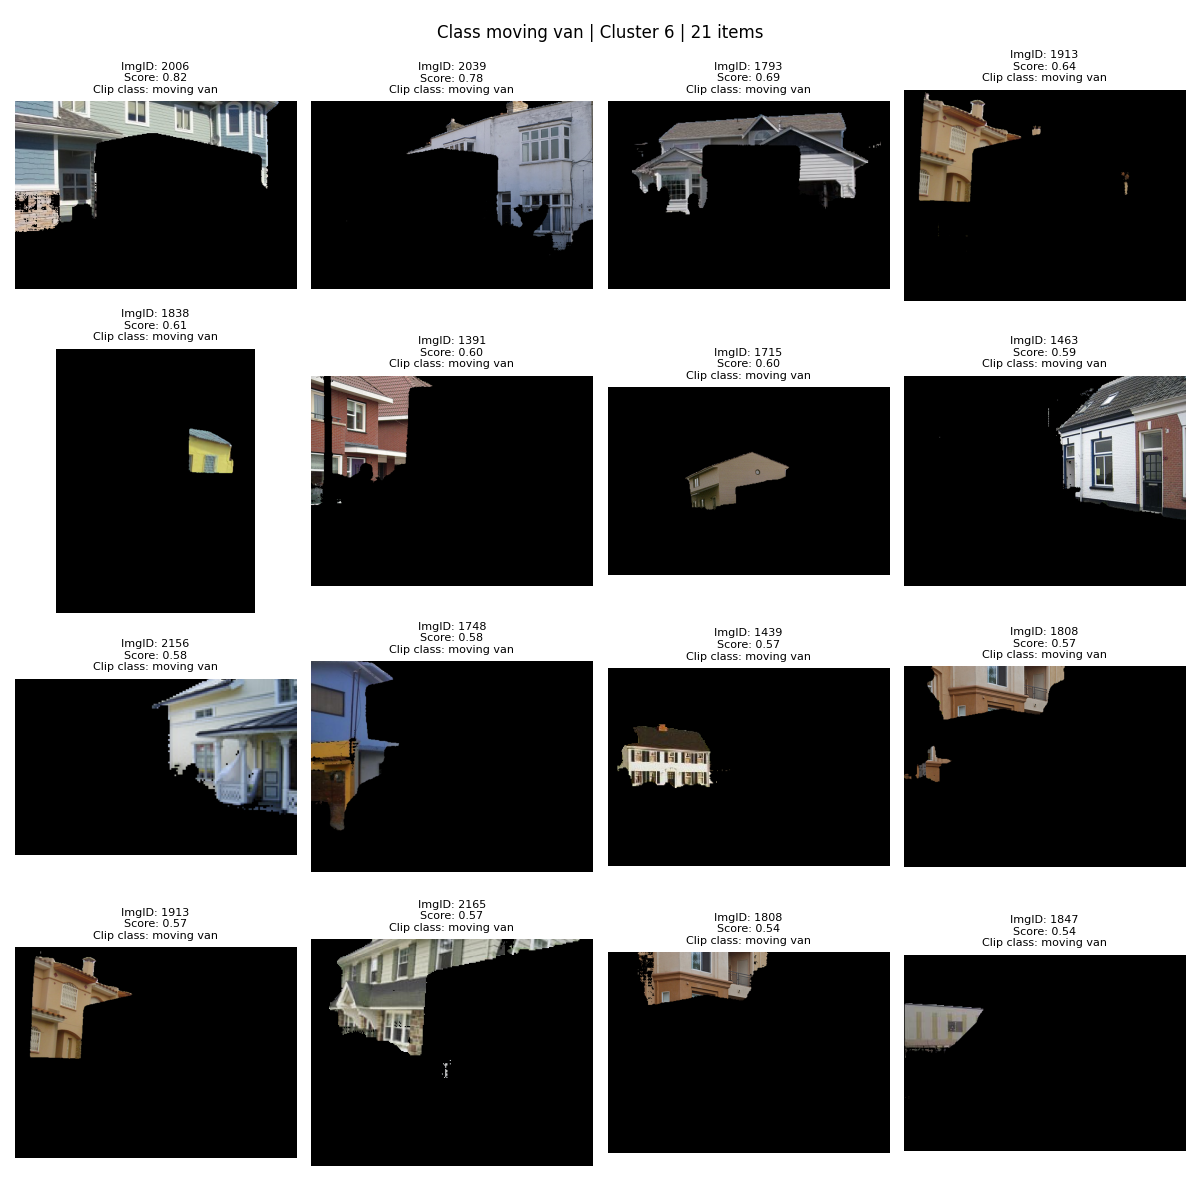 Class moving van | Cluster 6 | 21 items
ImgID: 2006
Score: 0.82
Clip class: moving van
ImgID: 2039
Score: 0.78
Clip class: moving van
ImgID: 1793
Score: 0.69
Clip class: moving van
ImgID: 1913
Score: 0.64
Clip class: moving van
ImgID: 1838
Score: 0.61
Clip class: moving van
ImgID: 1391
Score: 0.60
Clip class: moving van
ImgID: 1715
Score: 0.60
Clip class: moving van
ImgID: 1463
Score: 0.59
Clip class: moving van
ImgID: 2156
Score: 0.58
Clip class: moving van
ImgID: 1748
Score: 0.58
Clip class: moving van
ImgID: 1439
Score: 0.57
Clip class: moving van
ImgID: 1808
Score: 0.57
Clip class: moving van
ImgID: 1913
Score: 0.57
Clip class: moving van
ImgID: 2165
Score: 0.57
Clip class: moving van
ImgID: 1808
Score: 0.54
Clip class: moving van
ImgID: 1847
Score: 0.54
Clip class: moving van